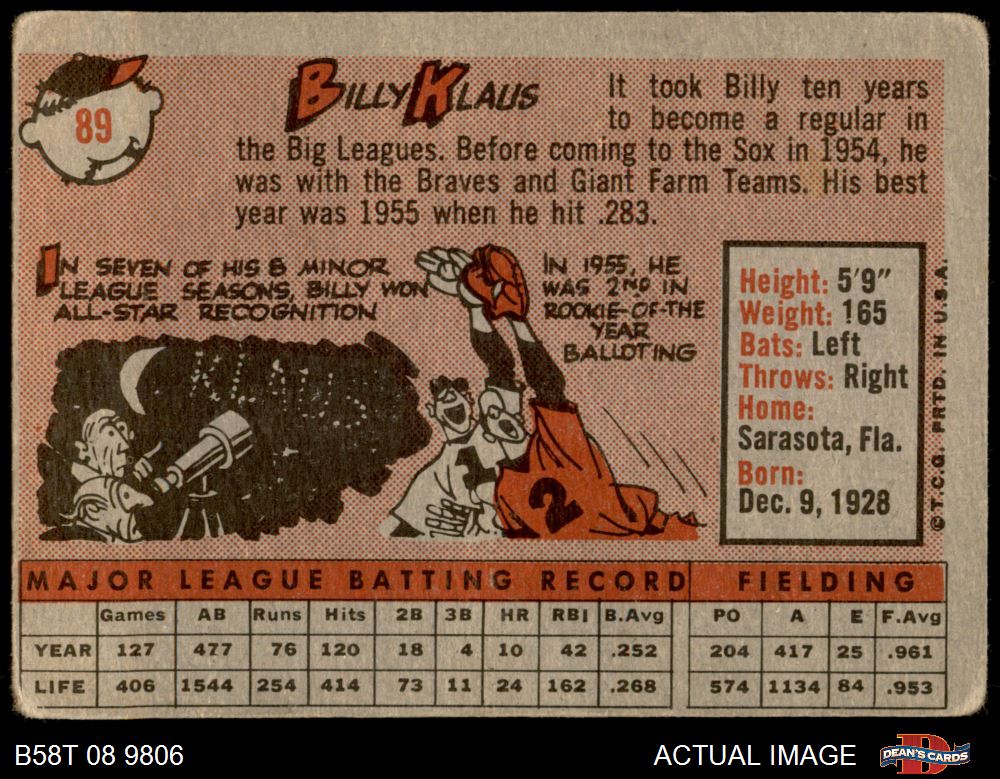 89
BILLY KLAUS
It took Billy ten years
to become a regular in
the Big Leagues. Before coming to the Sox in 1954, he
was with the Braves and Giant Farm Teams. His best
year was 1955 when he hit .283.
IN SEVEN OF HIS 8 MINOR
LEAGUE SEASONS, BILLY WON
ALL-STAR RECOGNITION
KLAUS
IN 1955, HE
WAS 2ND IN
ROOKIE-OF-THE
YEAR
BALLOTING
1
2
Height: 5'9"
Weight: 165
Bats: Left
Throws: Right
Home:
Sarasota, Fla.
Born:
Dec. 9, 1928
© T.C.G. PRTD. IN U.S.A.
MAJOR LEAGUE BATTING RECORD FIELDING
Games AB Runs Hits 2B 3B HR RBI B.Avg PO A E F.Avg
YEAR 127 477 76 120 18 4 10 42 .252 204 417 25 .961
LIFE 406 1544 254 414 73 11 24 162 .268 574 1134 84 .953
B58T 08 9806 ACTUAL IMAGE DEAN'S CARDS